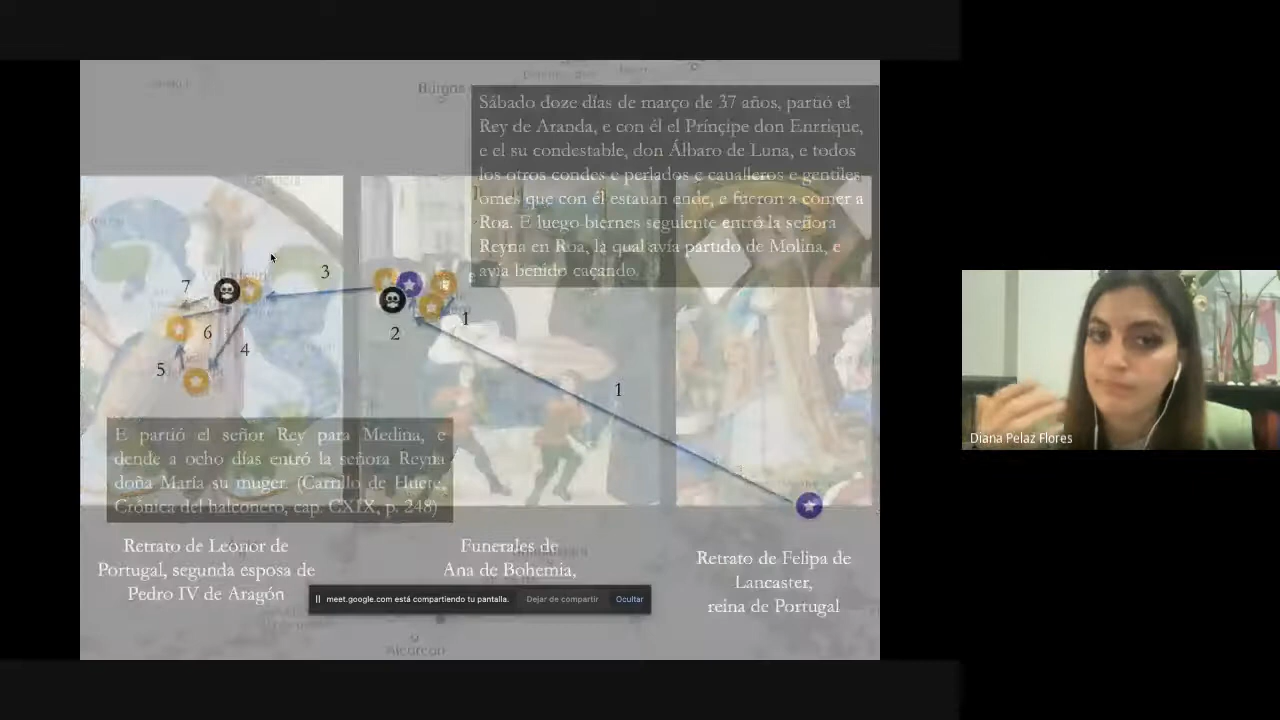 Burgos
Sábado doze días de março de 37 años, partió el
Rey de Aranda, e con él el Prínçipe don Enrrique,
e el su condestable, don Álbaro de Luna, e todos
los otros condes e perlados e caualleros e gentiles
omes que con él estauan ende, e fueron a comer a
Roa. E luego biernes seguiente entró la señora
Reyna en Roa, la qual avía partido de Molina, e
avía benido caçando.
Palencia
Valladolid
7
3
6
5
4
2
1
1
E partió el señor Rey para Medina, e
dende a ocho días entró la señora Reyna
doña María su muger. (Carrillo de Huete,
Crónica del halconero, cap. CXIX, p. 248)
Retrato de Leonor de
Portugal, segunda esposa de
Pedro IV de Aragón
Funerales de
Ana de Bohemia,
Retrato de Felipa de
Lancaster,
reina de Portugal
meet.google.com está compartiendo tu pantalla.
Dejar de compartir
Ocultar
Alcorcón
Diana Pelaz Flores